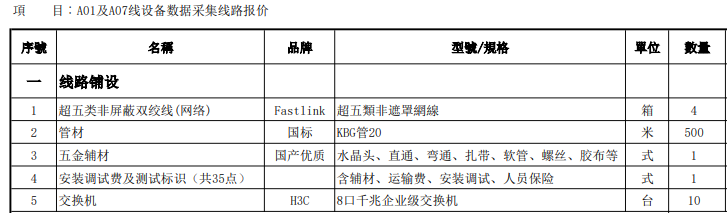 項 目：A01及A07线设备数据采集线路报价
序號 名稱 品牌 型號/規格 單位 數量
一 线路铺设
1 超五类非屏蔽双绞线(网络) Fastlink 超五類非遮罩網線 箱 4
2 管材 国标 KBG管20 米 500
3 五金辅材 国产优质 水晶头、直通、弯通、扎带、软管、螺丝、胶布等 式 1
4 安装调试费及测试标识（共35点） 含辅材、运输费、安装调试、人员保险 式 1
5 交换机 H3C 8口千兆企业级交换机 台 10